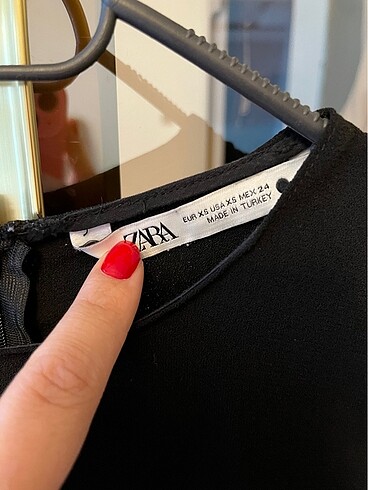 ZARA
EUR XS USA XS MEX 24
MADE IN TURKEY